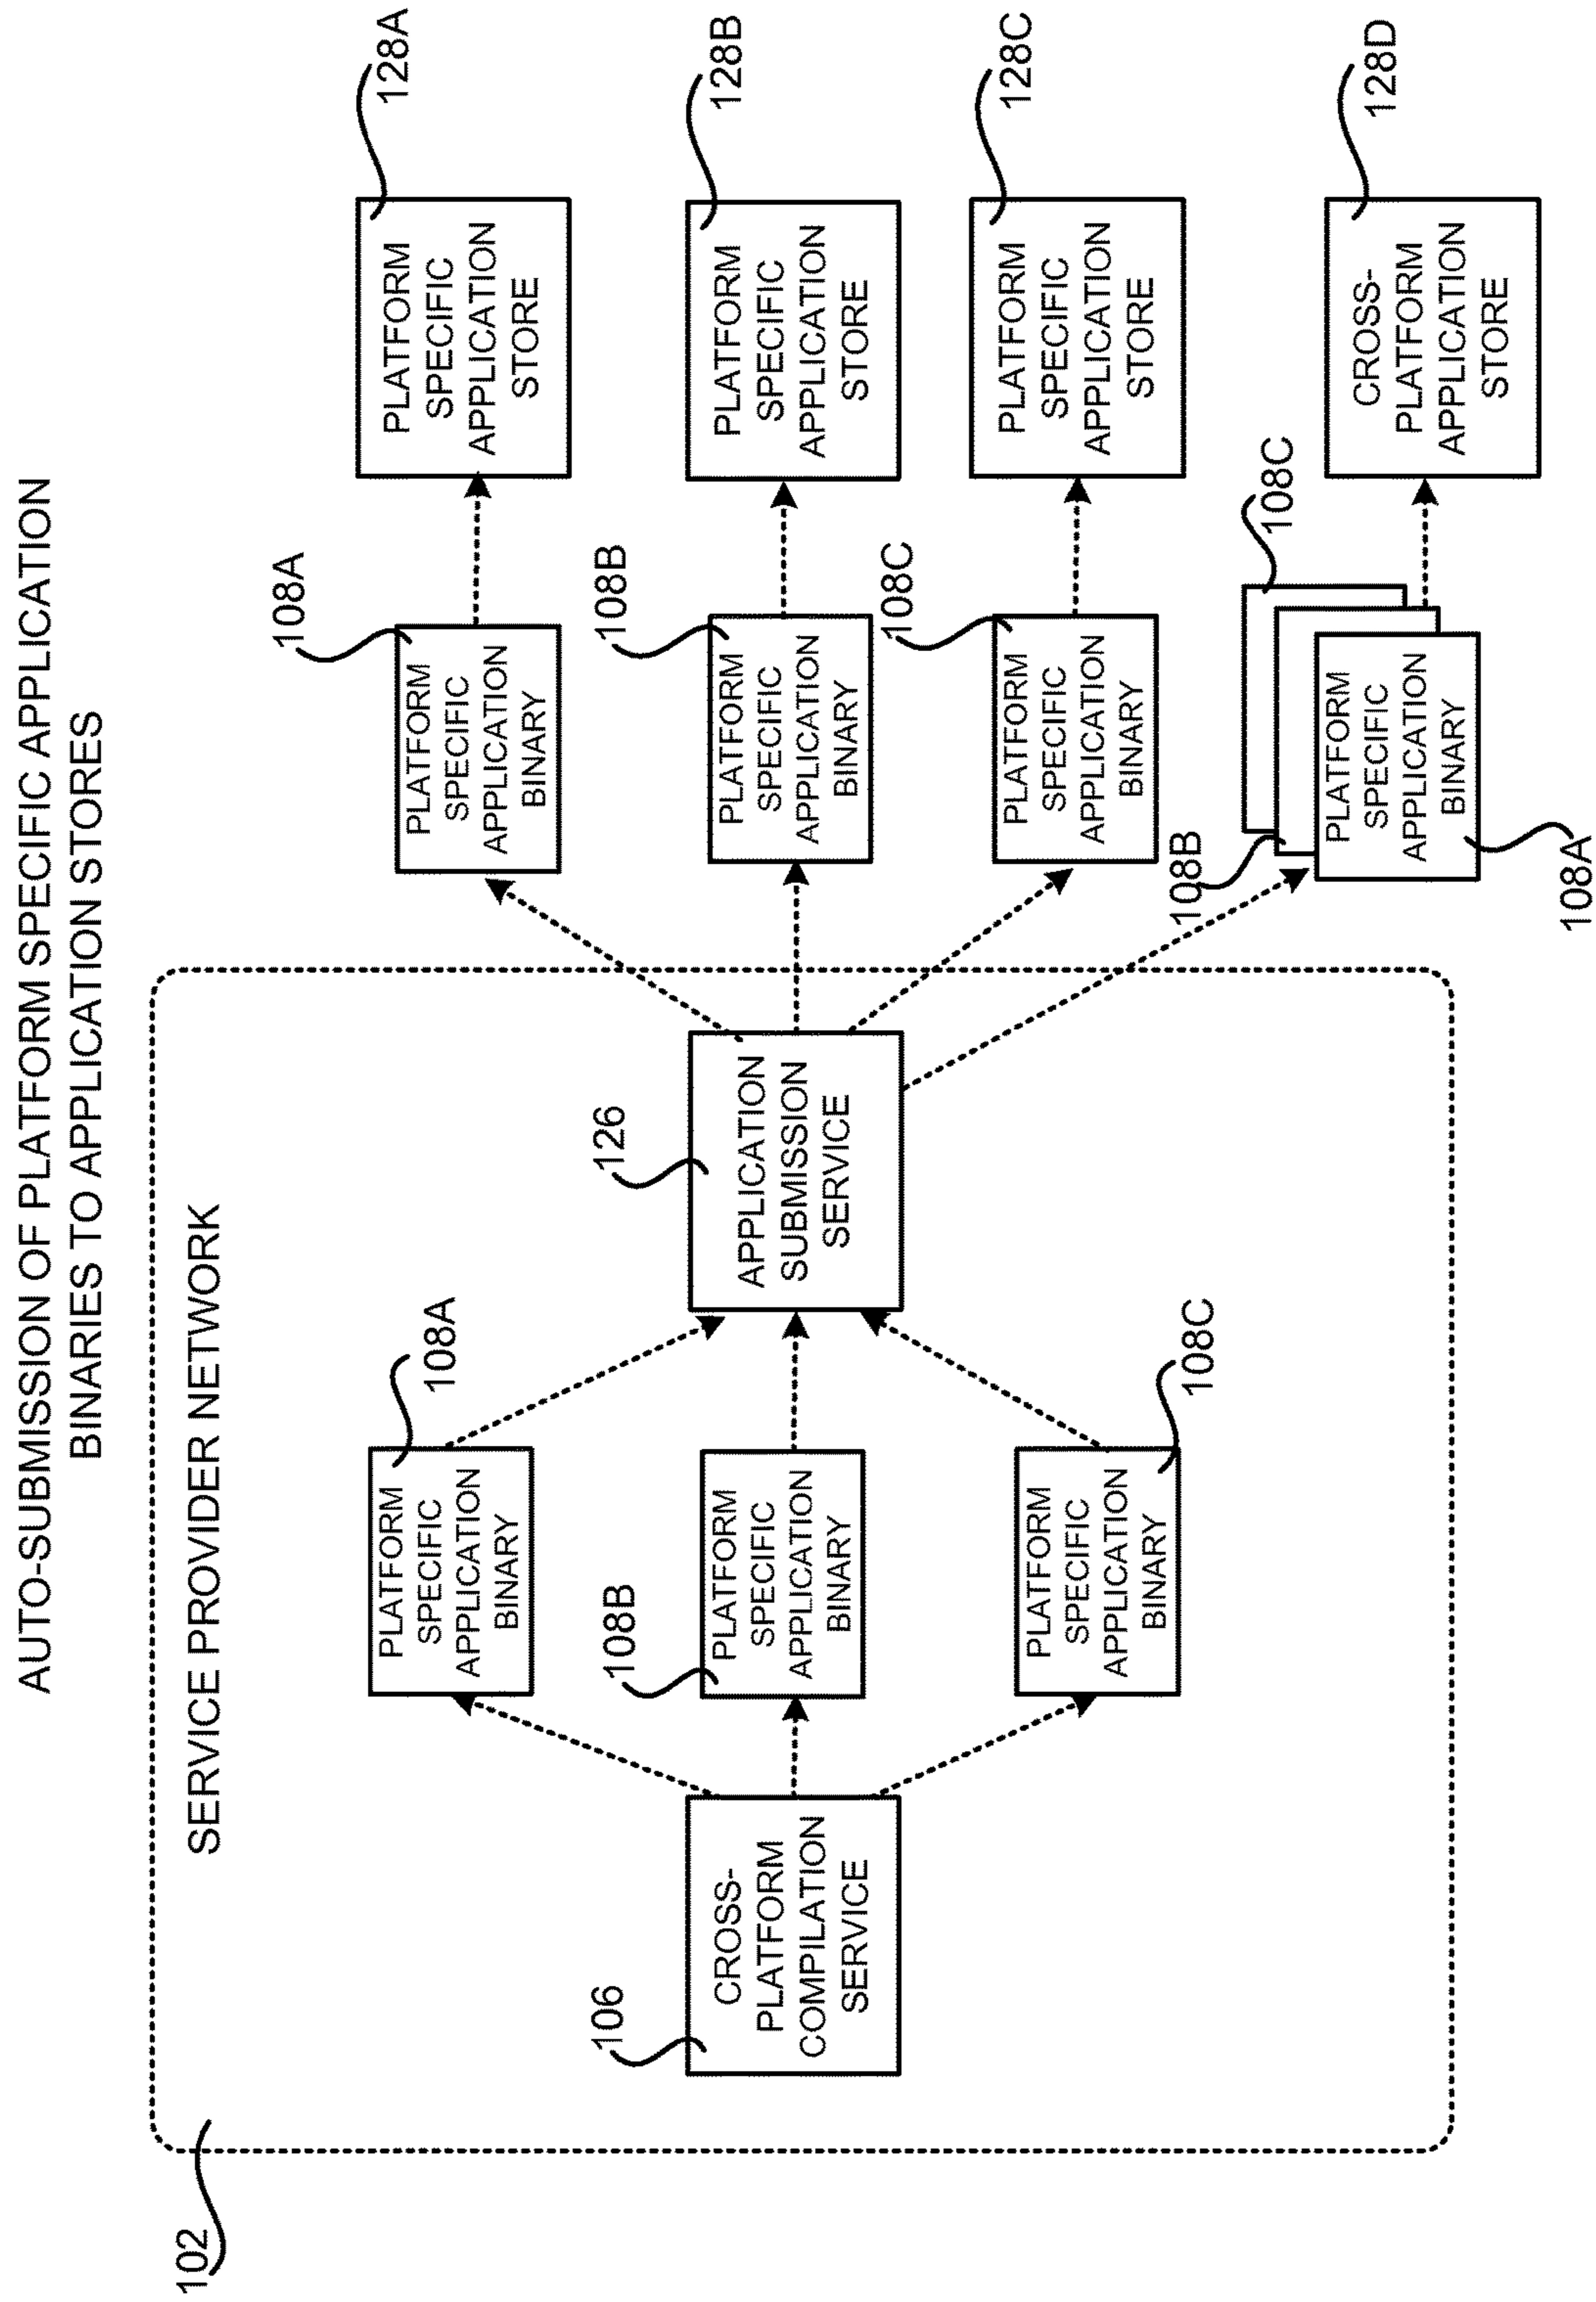 AUTO-SUBMISSION OF PLATFORM SPECIFIC APPLICATION
BINARIES TO APPLICATION STORES
102
SERVICE PROVIDER NETWORK
106
CROSS-
PLATFORM
COMPILATION
SERVICE
108A
PLATFORM
SPECIFIC
APPLICATION
BINARY
108B
PLATFORM
SPECIFIC
APPLICATION
BINARY
108C
PLATFORM
SPECIFIC
APPLICATION
BINARY
126
APPLICATION
SUBMISSION
SERVICE
108A
PLATFORM
SPECIFIC
APPLICATION
BINARY
108B
PLATFORM
SPECIFIC
APPLICATION
BINARY
108C
PLATFORM
SPECIFIC
APPLICATION
BINARY
108C
108B
PLATFORM
SPECIFIC
APPLICATION
BINARY
108A
128A
PLATFORM
SPECIFIC
APPLICATION
STORE
128B
PLATFORM
SPECIFIC
APPLICATION
STORE
128C
PLATFORM
SPECIFIC
APPLICATION
STORE
128D
CROSS-
PLATFORM
APPLICATION
STORE